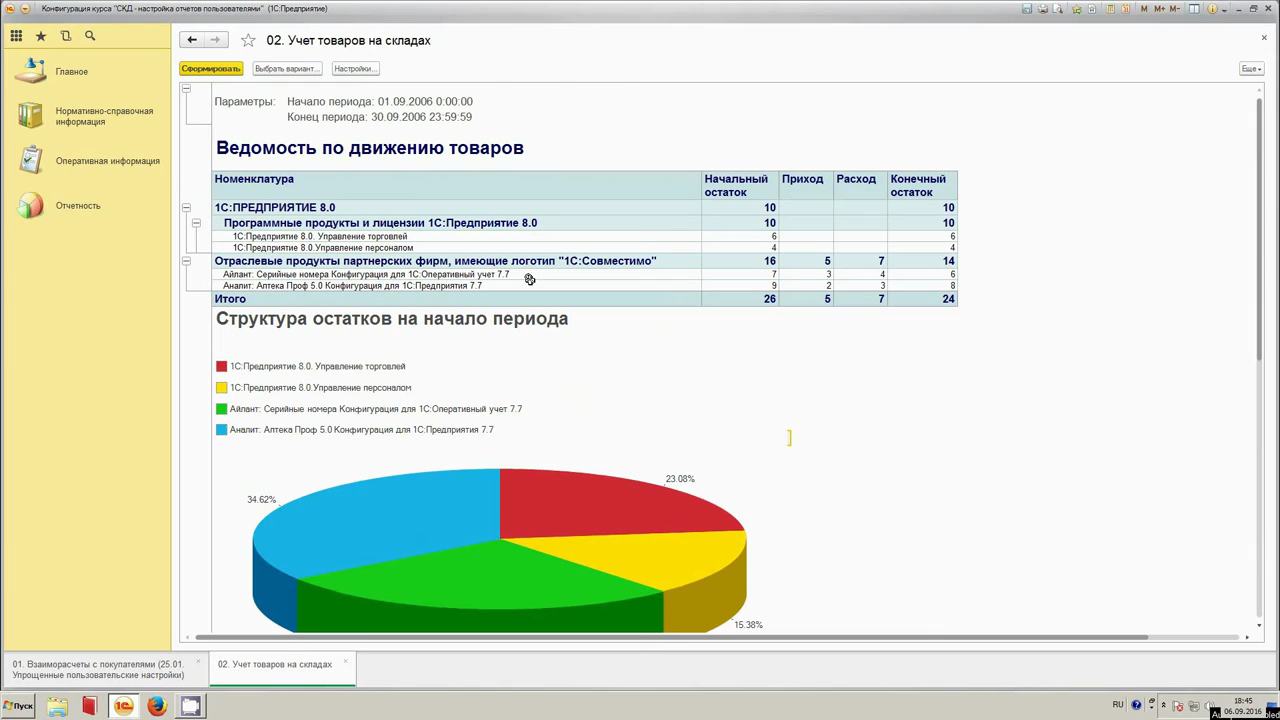 Конфигурация курса "СКД - настройка отчетов пользователями" (1С:Предприятие)
M M+ M-
02. Учет товаров на складах
Сформировать Выбрать вариант... Настройки... Еще
Главное
Нормативно-справочная информация
Оперативная информация
Отчетность
Параметры: Начало периода: 01.09.2006 0:00:00
Конец периода: 30.09.2006 23:59:59
Ведомость по движению товаров
Номенклатура Начальный остаток Приход Расход Конечный остаток
1С:ПРЕДПРИЯТИЕ 8.0 10 10
Программные продукты и лицензии 1С:Предприятие 8.0 10 10
1С:Предприятие 8.0. Управление торговлей 6 6
1С:Предприятие 8.0.Управление персоналом 4 4
Отраслевые продукты партнерских фирм, имеющие логотип "1С:Совместимо" 16 5 7 14
Айлант: Серийные номера Конфигурация для 1С:Оперативный учет 7.7 7 3 4 6
Аналит: Аптека Проф 5.0 Конфигурация для 1С:Предприятия 7.7 9 2 3 8
Итого 26 5 7 24
Структура остатков на начало периода
1С:Предприятие 8.0. Управление торговлей
1С:Предприятие 8.0.Управление персоналом
Айлант: Серийные номера Конфигурация для 1С:Оперативный учет 7.7
Аналит: Аптека Проф 5.0 Конфигурация для 1С:Предприятия 7.7
23.08%
34.62%
15.38%
01. Взаиморасчеты с покупателями (25.01.
Упрощенные пользовательские настройки)
02. Учет товаров на складах
Пуск
RU
18:45
06.09.2016